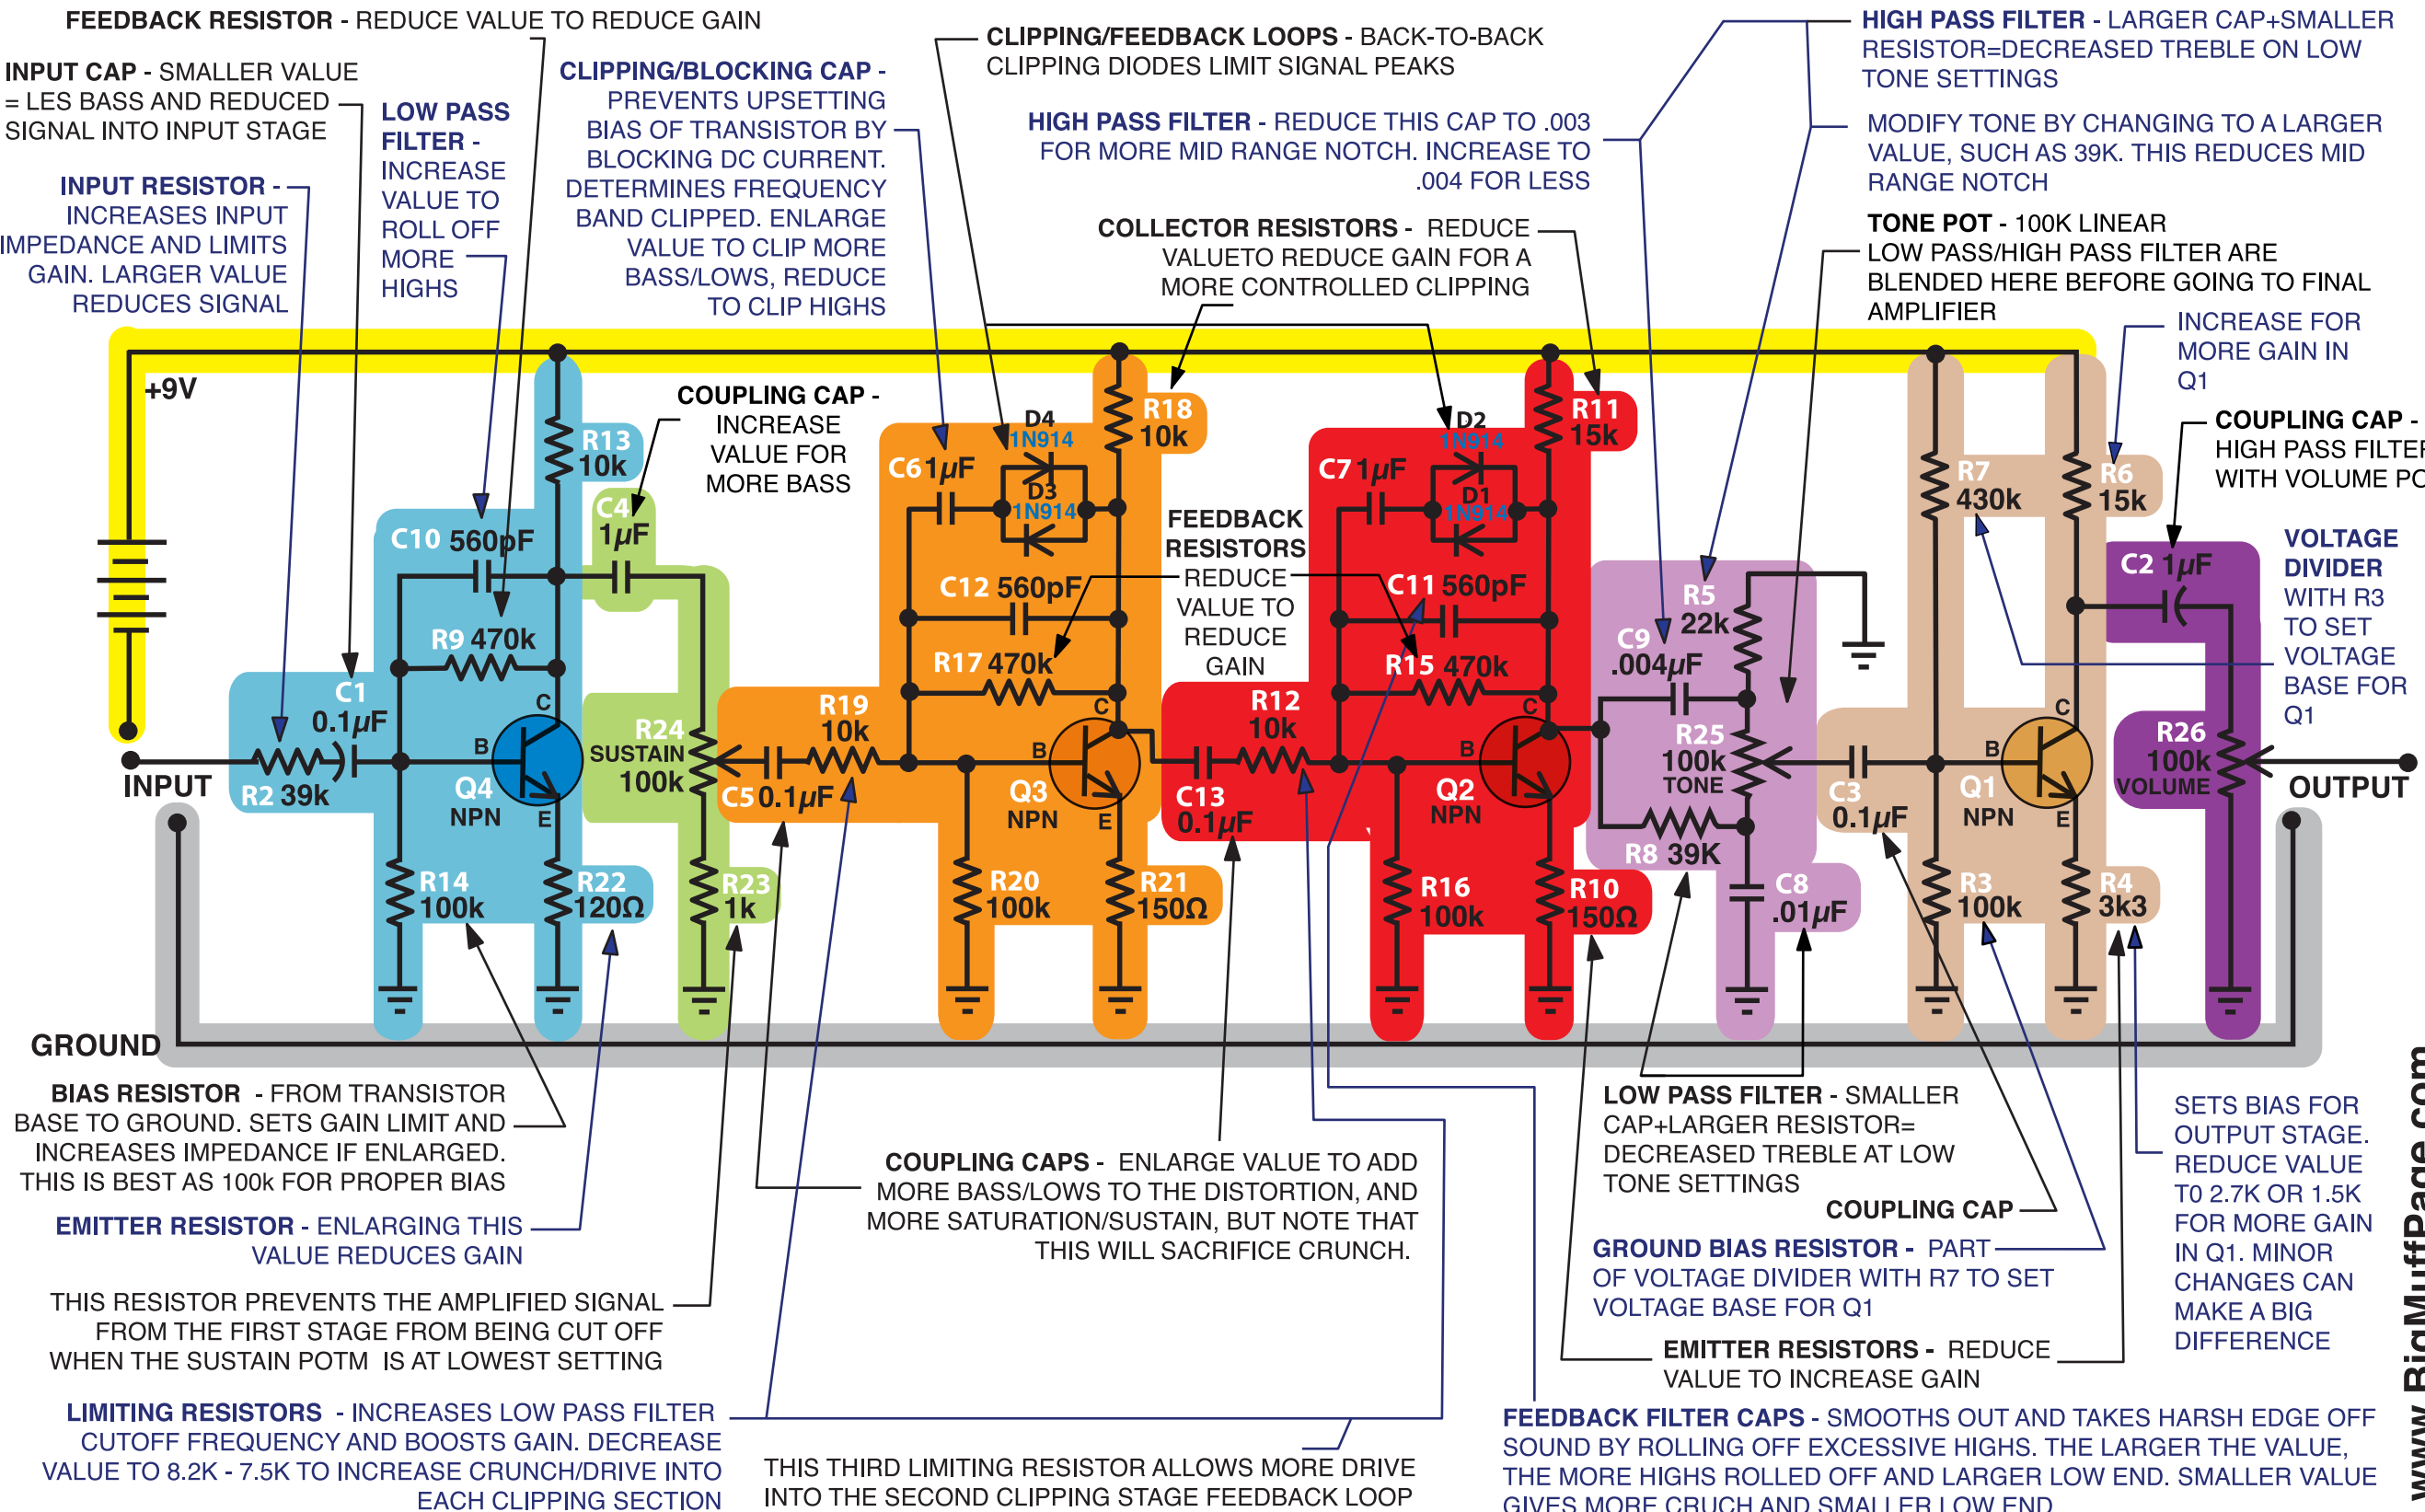 FEEDBACK RESISTOR - REDUCE VALUE TO REDUCE GAIN
INPUT CAP - SMALLER VALUE
= LES BASS AND REDUCED
SIGNAL INTO INPUT STAGE
INPUT RESISTOR -
INCREASES INPUT
IMPEDANCE AND LIMITS
GAIN. LARGER VALUE
REDUCES SIGNAL
LOW PASS
FILTER -
INCREASE
VALUE TO
ROLL OFF
MORE
HIGHS
CLIPPING/BLOCKING CAP -
PREVENTS UPSETTING
BIAS OF TRANSISTOR BY
BLOCKING DC CURRENT.
DETERMINES FREQUENCY
BAND CLIPPED. ENLARGE
VALUE TO CLIP MORE
BASS/LOWS, REDUCE
TO CLIP HIGHS
CLIPPING/FEEDBACK LOOPS - BACK-TO-BACK
CLIPPING DIODES LIMIT SIGNAL PEAKS
HIGH PASS FILTER - REDUCE THIS CAP TO .003
FOR MORE MID RANGE NOTCH. INCREASE TO
.004 FOR LESS
COLLECTOR RESISTORS - REDUCE
VALUETO REDUCE GAIN FOR A
MORE CONTROLLED CLIPPING
HIGH PASS FILTER - LARGER CAP+SMALLER
RESISTOR=DECREASED TREBLE ON LOW
TONE SETTINGS
MODIFY TONE BY CHANGING TO A LARGER
VALUE, SUCH AS 39K. THIS REDUCES MID
RANGE NOTCH
TONE POT - 100K LINEAR
LOW PASS/HIGH PASS FILTER ARE
BLENDED HERE BEFORE GOING TO FINAL
AMPLIFIER
INCREASE FOR
MORE GAIN IN
Q1
COUPLING CAP -
HIGH PASS FILTER
WITH VOLUME PO
VOLTAGE
DIVIDER
WITH R3
TO SET
VOLTAGE
BASE FOR
Q1
+9V
COUPLING CAP -
INCREASE
VALUE FOR
MORE BASS
R13
10k
C10 560pF
R9 470k
C1
0.1µF
INPUT
R2 39k
C
B
E
Q4
NPN
R14
100k
R22
120Ω
C4
1µF
R24
SUSTAIN
100k
R23
1k
C5 0.1µF
R19
10k
C6 1µF
D4
1N914
D3
1N914
R18
10k
C12 560pF
R17 470k
C
B
E
Q3
NPN
R20
100k
R21
150Ω
FEEDBACK
RESISTORS
REDUCE
VALUE TO
REDUCE
GAIN
C13
0.1µF
R12
10k
C7 1µF
D2
1N914
D1
1N914
R11
15k
C11 560pF
R15 470k
C
B
Q2
NPN
R16
100k
R10
150Ω
C9
.004µF
R5
22k
R25
100k
TONE
R8 39K
C8
.01µF
C3
0.1µF
R7
430k
R6
15k
C
B
E
Q1
NPN
R3
100k
R4
3k3
C2 1µF
R26
100k
VOLUME
OUTPUT
GROUND
BIAS RESISTOR - FROM TRANSISTOR
BASE TO GROUND. SETS GAIN LIMIT AND
INCREASES IMPEDANCE IF ENLARGED.
THIS IS BEST AS 100k FOR PROPER BIAS
EMITTER RESISTOR - ENLARGING THIS
VALUE REDUCES GAIN
THIS RESISTOR PREVENTS THE AMPLIFIED SIGNAL
FROM THE FIRST STAGE FROM BEING CUT OFF
WHEN THE SUSTAIN POTM IS AT LOWEST SETTING
LIMITING RESISTORS - INCREASES LOW PASS FILTER
CUTOFF FREQUENCY AND BOOSTS GAIN. DECREASE
VALUE TO 8.2K - 7.5K TO INCREASE CRUNCH/DRIVE INTO
EACH CLIPPING SECTION
COUPLING CAPS - ENLARGE VALUE TO ADD
MORE BASS/LOWS TO THE DISTORTION, AND
MORE SATURATION/SUSTAIN, BUT NOTE THAT
THIS WILL SACRIFICE CRUNCH.
THIS THIRD LIMITING RESISTOR ALLOWS MORE DRIVE
INTO THE SECOND CLIPPING STAGE FEEDBACK LOOP
LOW PASS FILTER - SMALLER
CAP+LARGER RESISTOR=
DECREASED TREBLE AT LOW
TONE SETTINGS
COUPLING CAP
GROUND BIAS RESISTOR - PART
OF VOLTAGE DIVIDER WITH R7 TO SET
VOLTAGE BASE FOR Q1
EMITTER RESISTORS - REDUCE
VALUE TO INCREASE GAIN
SETS BIAS FOR
OUTPUT STAGE.
REDUCE VALUE
T0 2.7K OR 1.5K
FOR MORE GAIN
IN Q1. MINOR
CHANGES CAN
MAKE A BIG
DIFFERENCE
FEEDBACK FILTER CAPS - SMOOTHS OUT AND TAKES HARSH EDGE OFF
SOUND BY ROLLING OFF EXCESSIVE HIGHS. THE LARGER THE VALUE,
THE MORE HIGHS ROLLED OFF AND LARGER LOW END. SMALLER VALUE
GIVES MORE CRUCH AND SMALLER LOW END
www.BigMuffPage.com